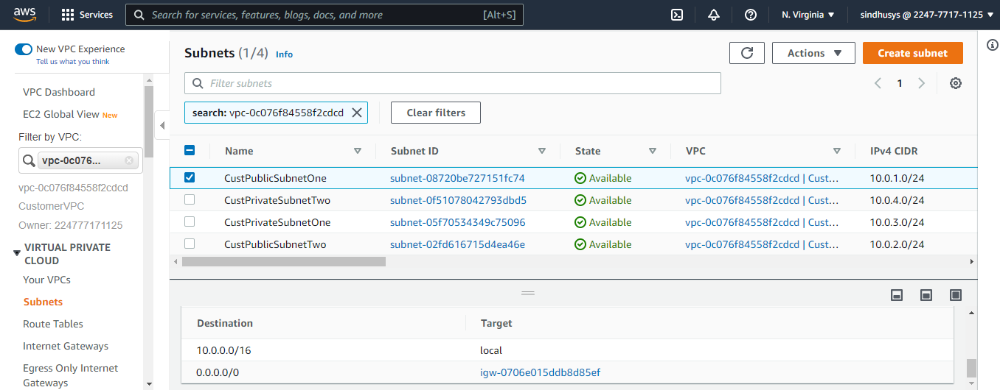 aws Services Search for services, features, blogs, docs, and more [Alt+S] N. Virginia sindhusys @ 2247-7717-1125
New VPC Experience
Tell us what you think
VPC Dashboard
EC2 Global View New
Filter by VPC:
vpc-0c076...
vpc-0c076f84558f2cdcd
CustomerVPC
Owner: 224777171125
VIRTUAL PRIVATE
CLOUD
Your VPCs
Subnets
Route Tables
Internet Gateways
Egress Only Internet
Gateways
Subnets (1/4) Info
Actions
Create subnet
Filter subnets
1
search: vpc-0c076f84558f2cdcd
Clear filters
Name Subnet ID State VPC IPv4 CIDR
CustPublicSubnetOne subnet-08720be727151fc74 Available vpc-0c076f84558f2cdcd | Cust... 10.0.1.0/24
CustPrivateSubnetTwo subnet-0f51078042793dbd5 Available vpc-0c076f84558f2cdcd | Cust... 10.0.4.0/24
CustPrivateSubnetOne subnet-05f70534349c75096 Available vpc-0c076f84558f2cdcd | Cust... 10.0.3.0/24
CustPublicSubnetTwo subnet-02fd616715d4ea46e Available vpc-0c076f84558f2cdcd | Cust... 10.0.2.0/24
Destination Target
10.0.0.0/16 local
0.0.0.0/0 igw-0706e015ddb8d85ef